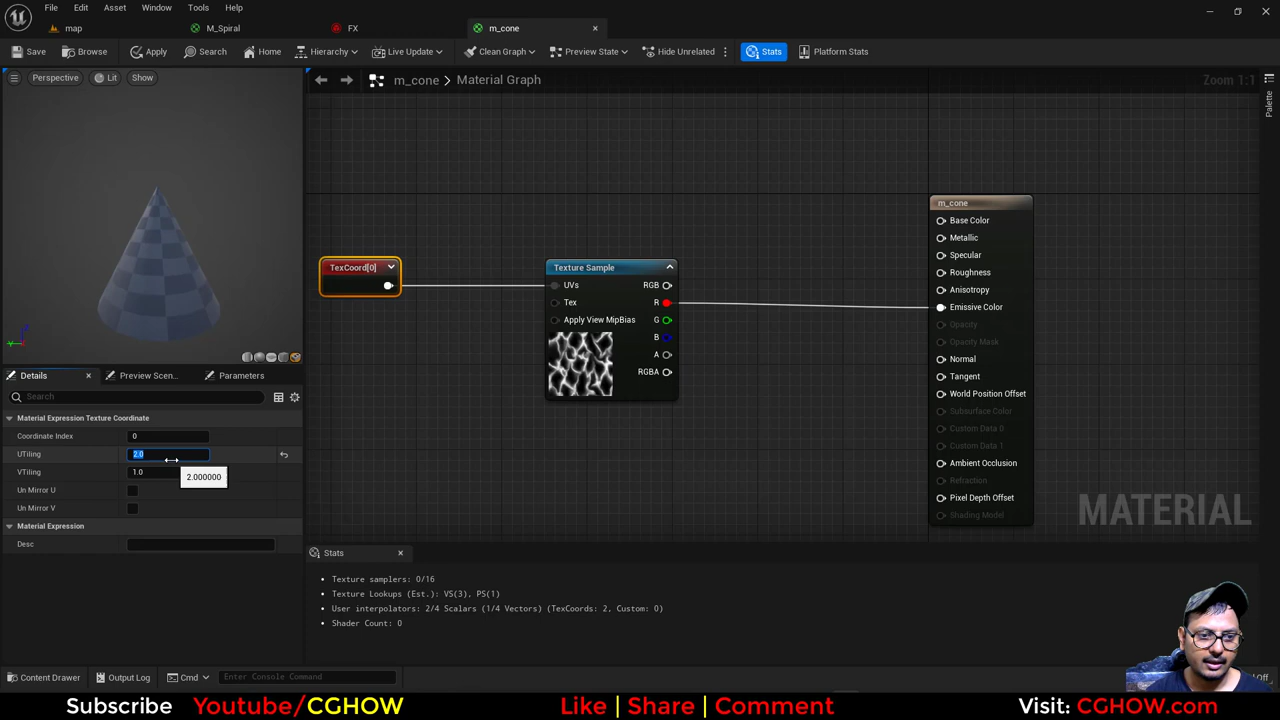 File Edit Asset Window Tools Help
map M_Spiral FX m_cone
Save Browse Apply Search Home Hierarchy Live Update Clean Graph Preview State Hide Unrelated Stats Platform Stats
Perspective Lit Show
m_cone > Material Graph
Zoom 1:1
Palette
m_cone
Base Color
Metallic
Specular
Roughness
Anisotropy
Emissive Color
Opacity
Opacity Mask
Normal
Tangent
World Position Offset
Subsurface Color
Custom Data 0
Custom Data 1
Ambient Occlusion
Refraction
Pixel Depth Offset
Shading Model
TexCoord[0]
Texture Sample
UVs RGB
Tex R
Apply View MipBias G
B
A
RGBA
MATERIAL
Details Preview Scen... Parameters
Search
Material Expression Texture Coordinate
Coordinate Index 0
UTiling 2.0
VTiling 1.0
2.000000
Un Mirror U
Un Mirror V
Material Expression
Desc
Stats
Texture samplers: 0/16
Texture Lookups (Est.): VS(3), PS(1)
User interpolators: 2/4 Scalars (1/4 Vectors) (TexCoords: 2, Custom: 0)
Shader Count: 0
Content Drawer Output Log Cmd Enter Console Command
Off
Subscribe Youtube/CGHOW Like | Share | Comment Visit: CGHOW.com